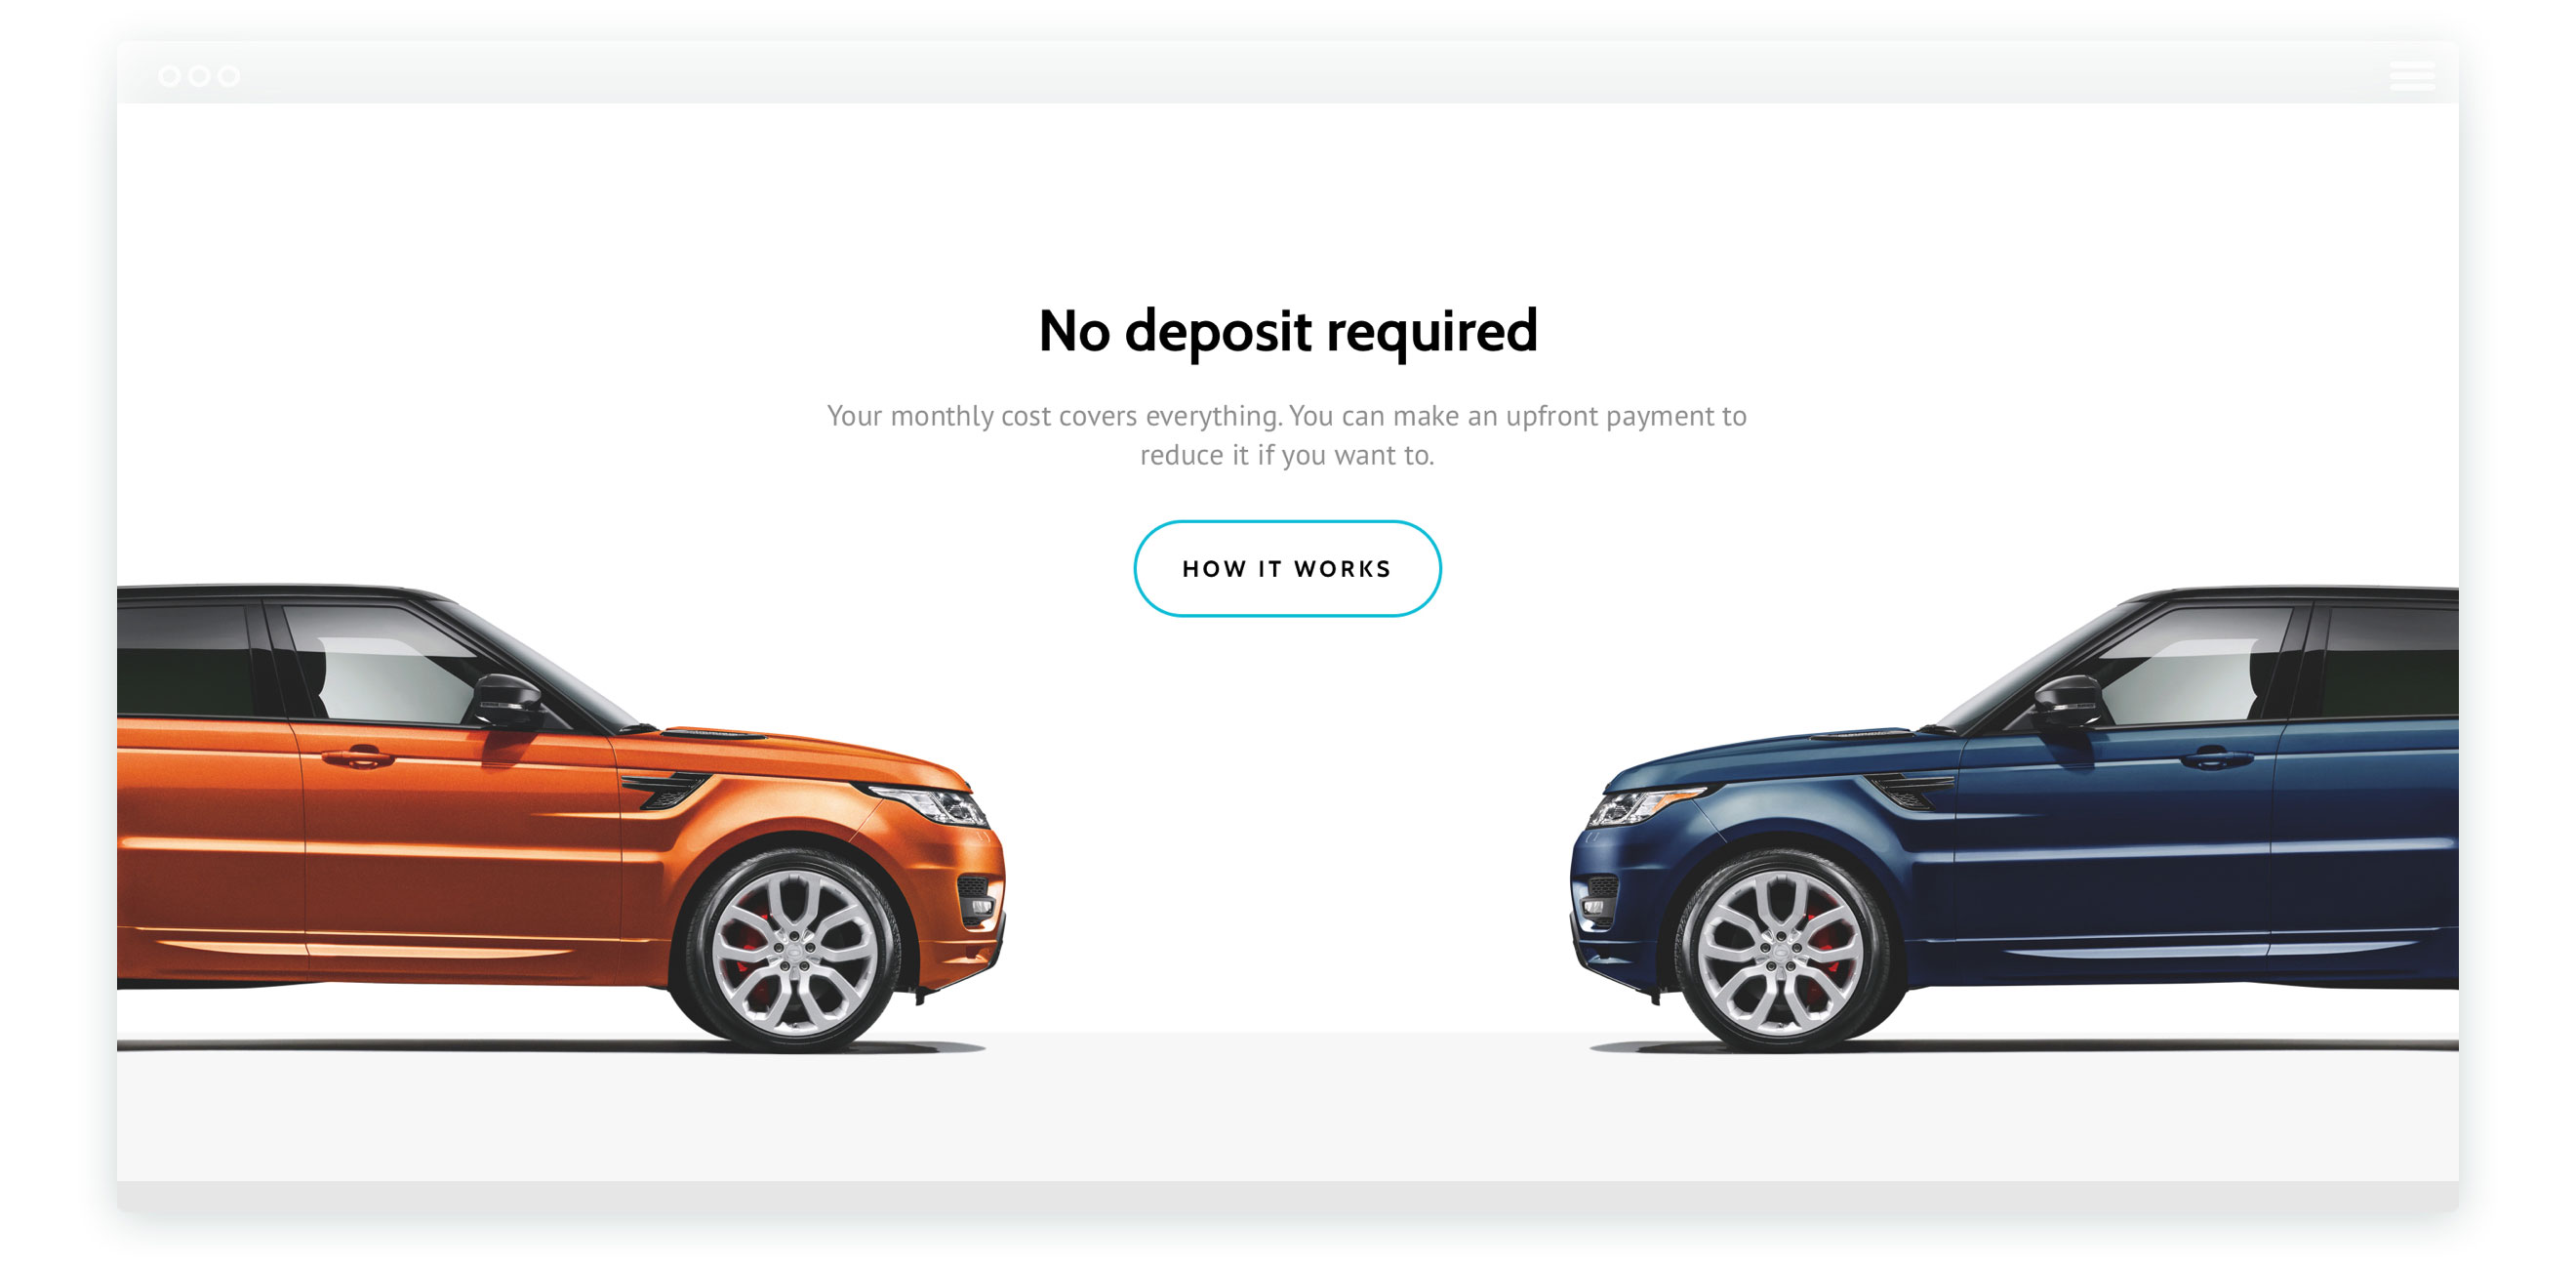 No deposit required
Your monthly cost covers everything. You can make an upfront payment to
reduce it if you want to.
HOW IT WORKS